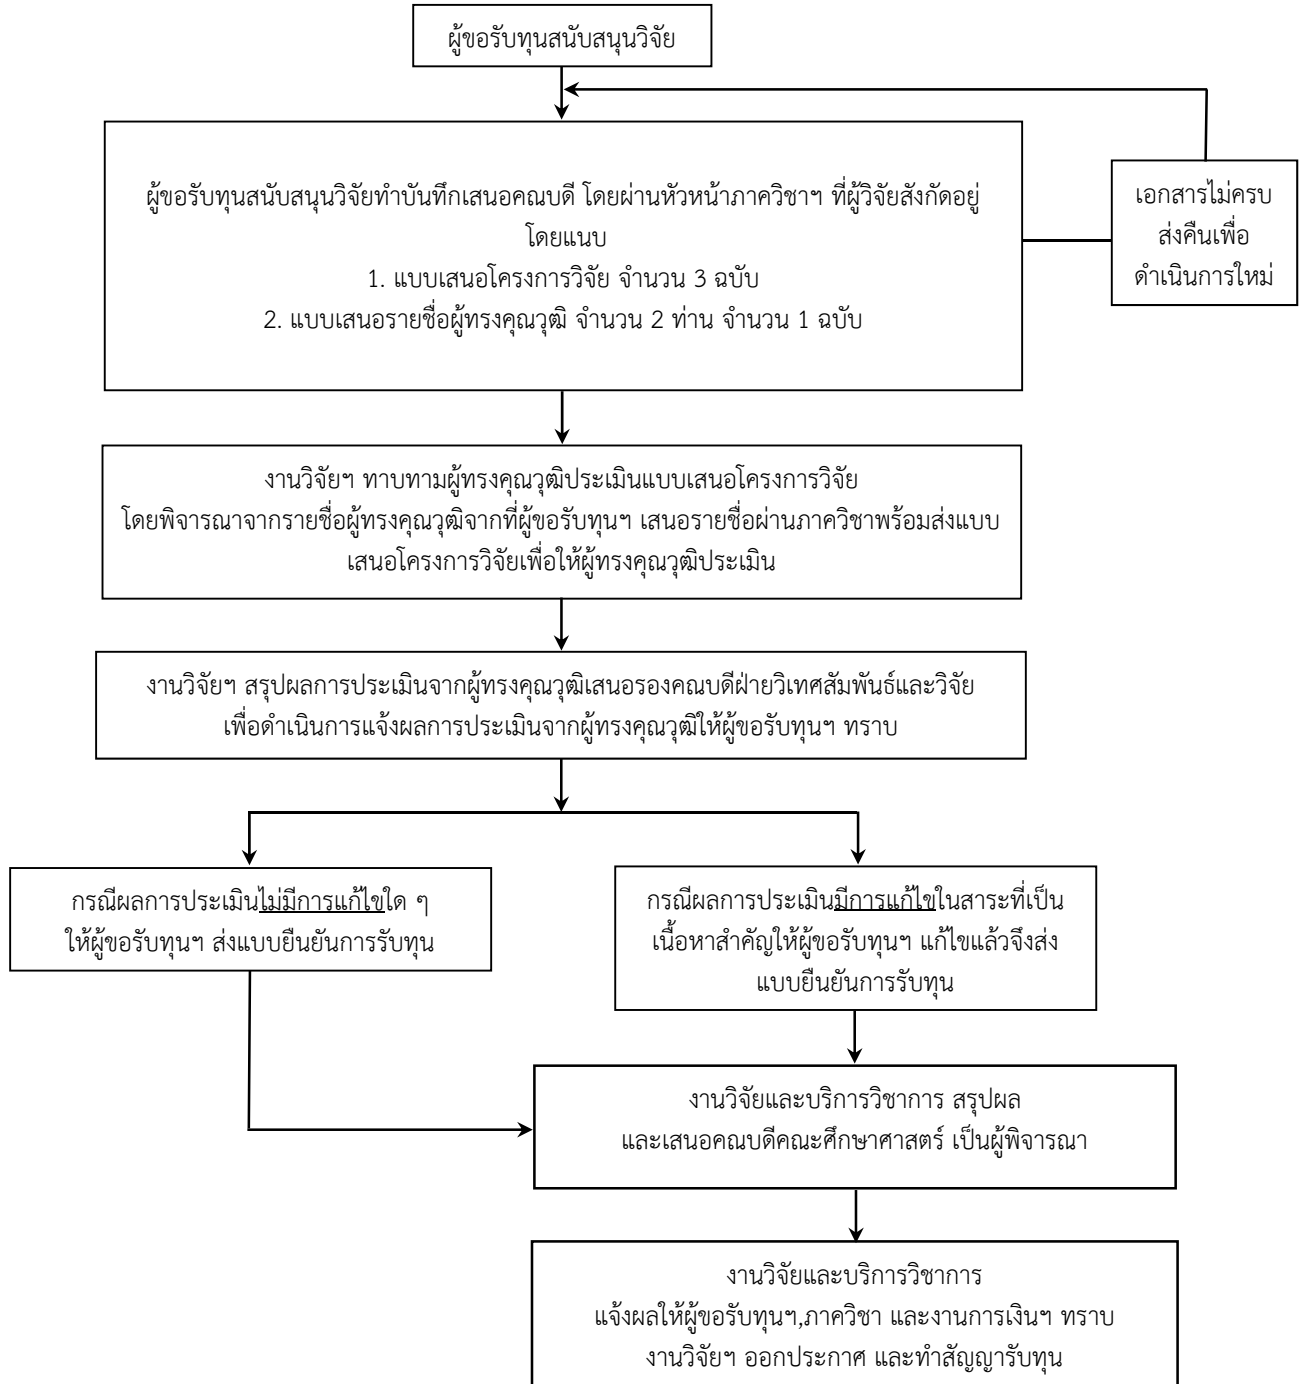 ผู้ขอรับทุนสนับสนุนวิจัย
ผู้ขอรับทุนสนับสนุนวิจัยทำบันทึกเสนอคณบดี โดยผ่านหัวหน้าภาควิชาฯ ที่ผู้วิจัยสังกัดอยู่
โดยแนบ
1. แบบเสนอโครงการวิจัย จำนวน 3 ฉบับ
2. แบบเสนอรายชื่อผู้ทรงคุณวุฒิ จำนวน 2 ท่าน จำนวน 1 ฉบับ
เอกสารไม่ครบ
ส่งคืนเพื่อ
ดำเนินการใหม่
งานวิจัยฯ ทาบทามผู้ทรงคุณวุฒิประเมินแบบเสนอโครงการวิจัย
โดยพิจารณาจากรายชื่อผู้ทรงคุณวุฒิจากที่ผู้ขอรับทุนฯ เสนอรายชื่อผ่านภาควิชาพร้อมส่งแบบ
เสนอโครงการวิจัยเพื่อให้ผู้ทรงคุณวุฒิประเมิน
งานวิจัยฯ สรุปผลการประเมินจากผู้ทรงคุณวุฒิเสนอรองคณบดีฝ่ายวิเทศสัมพันธ์และวิจัย
เพื่อดำเนินการแจ้งผลการประเมินจากผู้ทรงคุณวุฒิให้ผู้ขอรับทุนฯ ทราบ
กรณีผลการประเมินไม่มีการแก้ไขใด ๆ
ให้ผู้ขอรับทุนฯ ส่งแบบยืนยันการรับทุน
กรณีผลการประเมินมีการแก้ไขในสาระที่เป็น
เนื้อหาสำคัญให้ผู้ขอรับทุนฯ แก้ไขแล้วจึงส่ง
แบบยืนยันการรับทุน
งานวิจัยและบริการวิชาการ สรุปผล
และเสนอคณบดีคณะศึกษาศาสตร์ เป็นผู้พิจารณา
งานวิจัยและบริการวิชาการ
แจ้งผลให้ผู้ขอรับทุนฯ,ภาควิชา และงานการเงินฯ ทราบ
งานวิจัยฯ ออกประกาศ และทำสัญญารับทุน